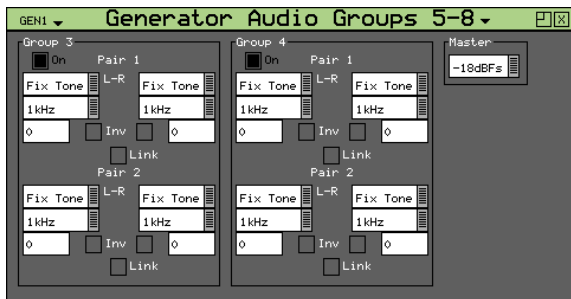 GEN1 Generator Audio Groups 5-8
Group 3
On Pair 1
Fix Tone L-R Fix Tone
1kHz 1kHz
0 Inv 0
Link
Pair 2
Fix Tone L-R Fix Tone
1kHz 1kHz
0 Inv 0
Link
Group 4
On Pair 1
Fix Tone L-R Fix Tone
1kHz 1kHz
0 Inv 0
Link
Pair 2
Fix Tone L-R Fix Tone
1kHz 1kHz
0 Inv 0
Link
Master
-18dBFs